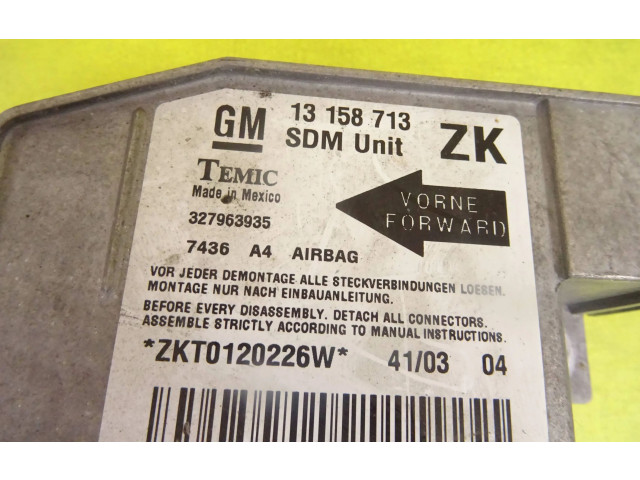 GM 13 158 713 ZK
SDM Unit
TEMIC
Made in Mexico
VORNE
FORWARD
327963935
7436 A4 AIRBAG
VOR JEDER DEMONTAGE ALLE STECKVERBINDUNGEN LOESEN.
MONTAGE NUR NACH EINBAUANLEITUNG.
BEFORE EVERY DISASSEMBLY. DETACH ALL CONNECTORS.
ASSEMBLE STRICTLY ACCORDING TO MANUAL INSTRUCTIONS.
*ZKT0120226W* 41/03 04